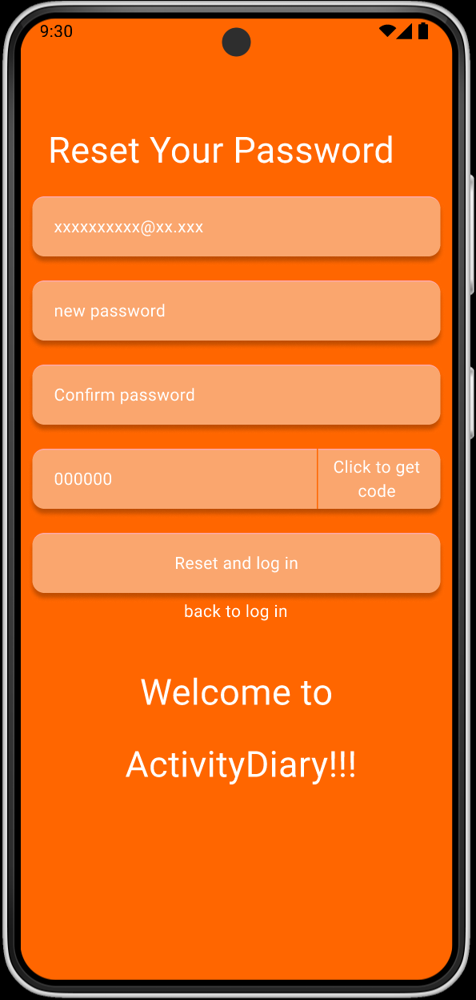 9:30
Reset Your Password
xxxxxxxxxx@xx.xxx
new password
Confirm password
000000
Click to get
code
Reset and log in
back to log in
Welcome to
ActivityDiary!!!